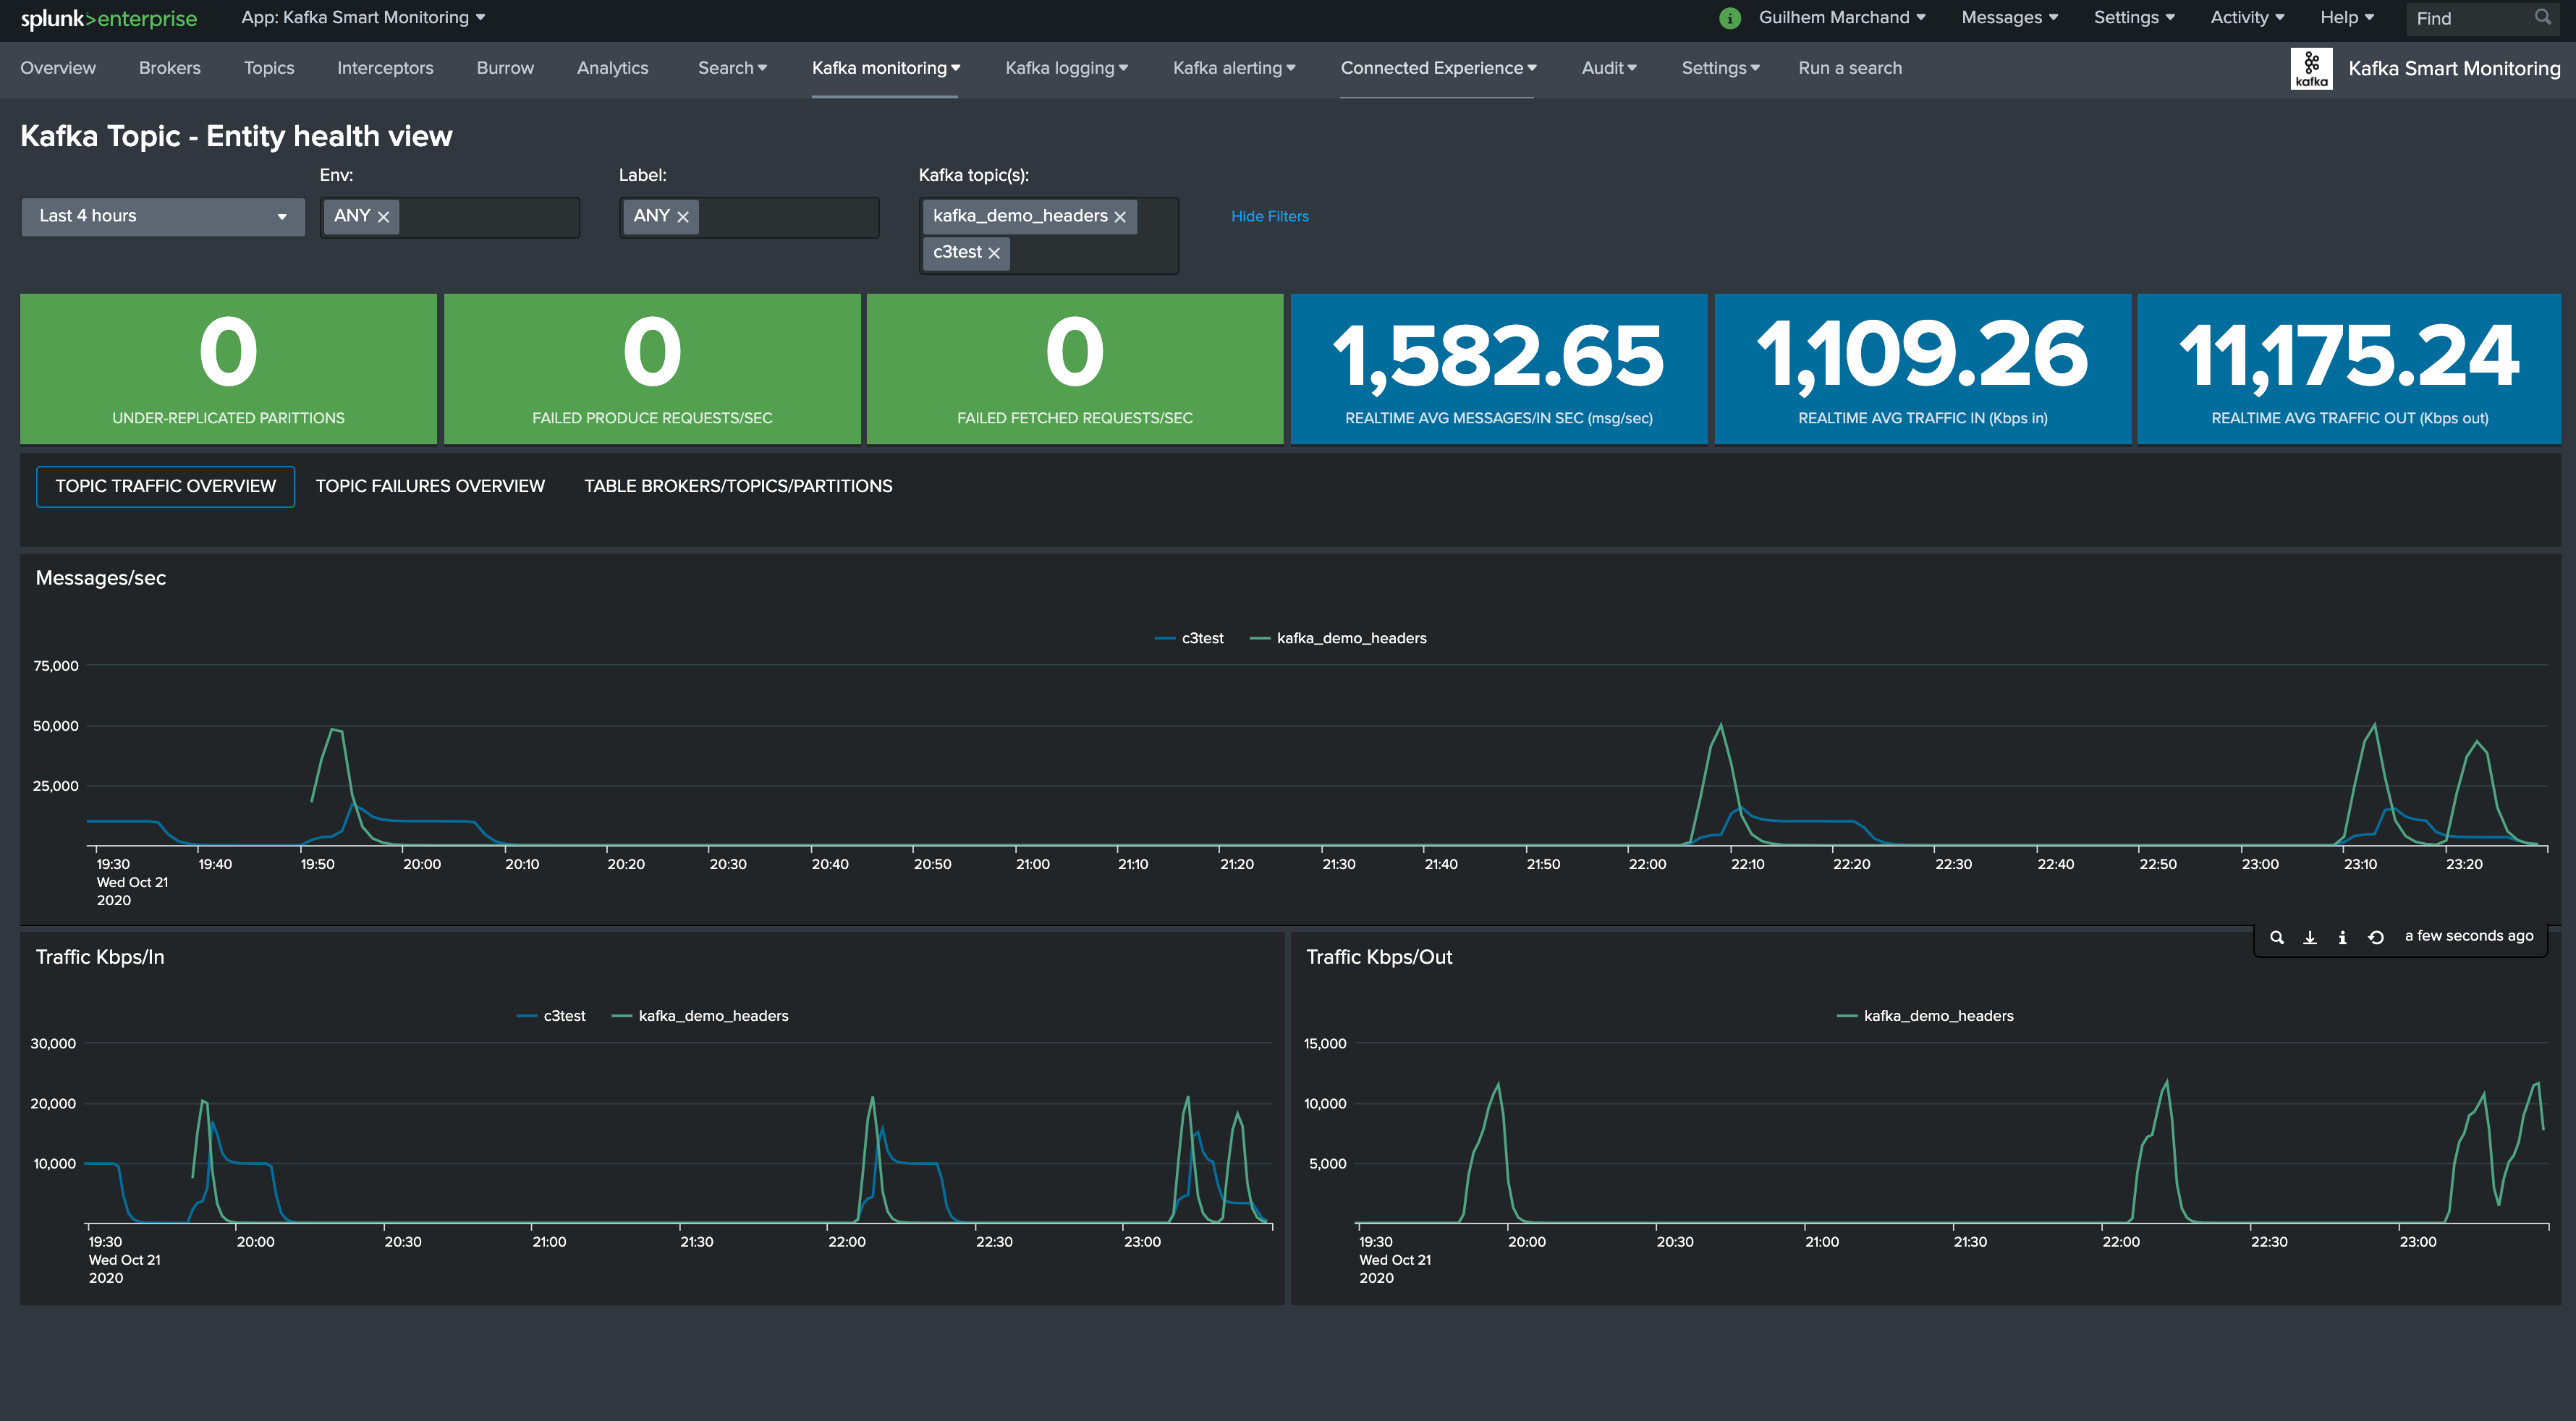 splunk>enterprise App: Kafka Smart Monitoring Guilhem Marchand Messages Settings Activity Help Find
Overview Brokers Topics Interceptors Burrow Analytics Search Kafka monitoring Kafka logging Kafka alerting Connected Experience Audit Settings Run a search kafka Kafka Smart Monitoring
Kafka Topic - Entity health view
Env: Label: Kafka topic(s):
Last 4 hours ANY ANY kafka_demo_headers Hide Filters
c3test
0 0 0 1,582.65 1,109.26 11,175.24
UNDER-REPLICATED PARITTIONS FAILED PRODUCE REQUESTS/SEC FAILED FETCHED REQUESTS/SEC REALTIME AVG MESSAGES/IN SEC (msg/sec) REALTIME AVG TRAFFIC IN (Kbps in) REALTIME AVG TRAFFIC OUT (Kbps out)
TOPIC TRAFFIC OVERVIEW TOPIC FAILURES OVERVIEW TABLE BROKERS/TOPICS/PARTITIONS
Messages/sec
c3test kafka_demo_headers
75,000
50,000
25,000
19:30 19:40 19:50 20:00 20:10 20:20 20:30 20:40 20:50 21:00 21:10 21:20 21:30 21:40 21:50 22:00 22:10 22:20 22:30 22:40 22:50 23:00 23:10 23:20
Wed Oct 21
2020
a few seconds ago
Traffic Kbps/In
c3test kafka_demo_headers
30,000
20,000
10,000
19:30 20:00 20:30 21:00 21:30 22:00 22:30 23:00
Wed Oct 21
2020
Traffic Kbps/Out
kafka_demo_headers
15,000
10,000
5,000
19:30 20:00 20:30 21:00 21:30 22:00 22:30 23:00
Wed Oct 21
2020